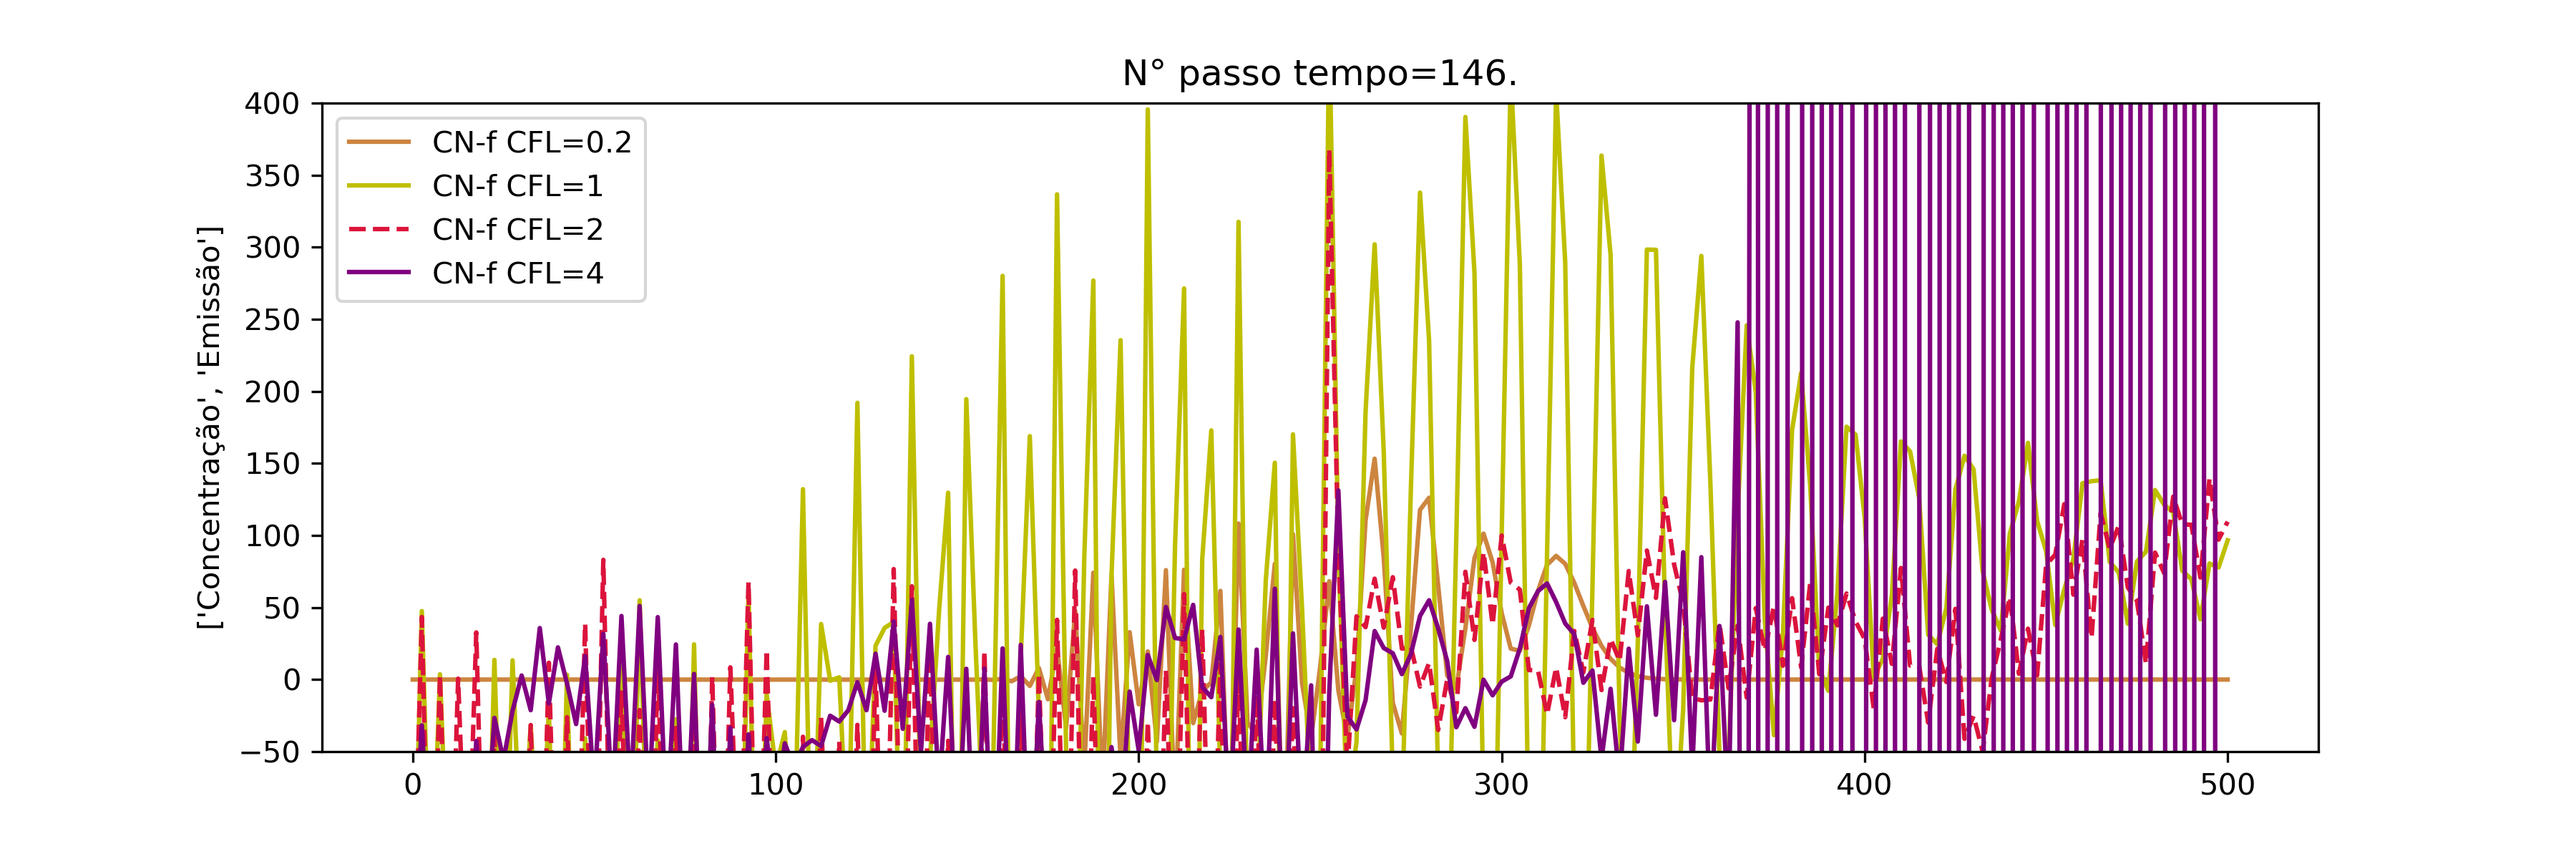 N° passo tempo=146.
['Concentração', 'Emissão']
400
350
300
250
200
150
100
50
0
−50
CN-f CFL=0.2
CN-f CFL=1
CN-f CFL=2
CN-f CFL=4
0 100 200 300 400 500